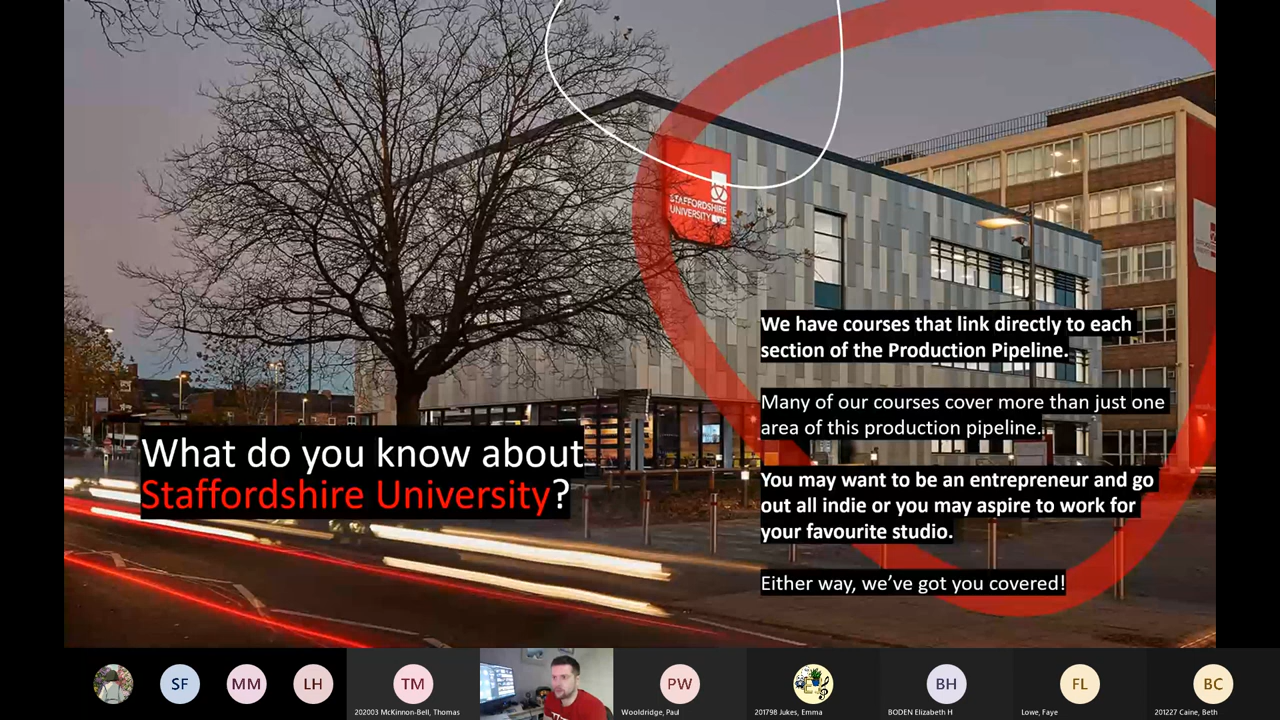 STAFFORDSHIRE
UNIVERSITY
We have courses that link directly to each
section of the Production Pipeline.
Many of our courses cover more than just one
area of this production pipeline.
You may want to be an entrepreneur and go
out all indie or you may aspire to work for
your favourite studio.
Either way, we've got you covered!
What do you know about
Staffordshire University?
SF
MM
LH
TM
PW
BH
FL
BC
202003 McKinnon-Bell, Thomas
Wooldridge, Paul
201798 Jukes, Emma
BODEN Elizabeth H
Lowe, Faye
201227 Caine, Beth